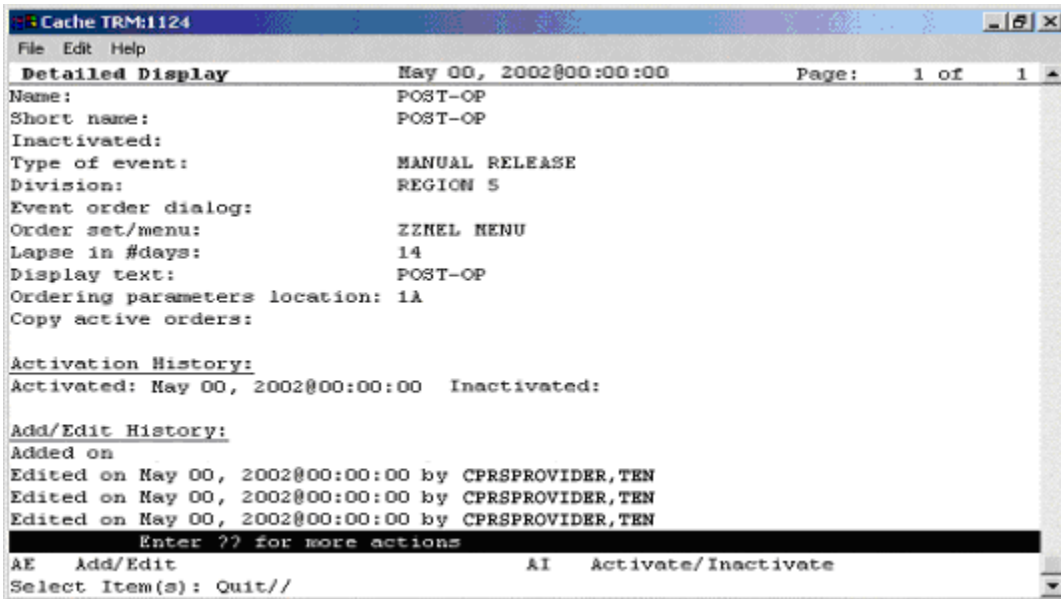 Cache TRM:1124
File Edit Help
Detailed Display May 00, 2002@00:00:00 Page: 1 of 1
Name: POST-OP
Short name: POST-OP
Inactivated:
Type of event: MANUAL RELEASE
Division: REGION 5
Event order dialog:
Order set/menu: ZZMEL MENU
Lapse in #days: 14
Display text: POST-OP
Ordering parameters location: 1A
Copy active orders:
Activation History:
Activated: May 00, 2002@00:00:00 Inactivated:
Add/Edit History:
Added on
Edited on May 00, 2002@00:00:00 by CPRSPROVIDER,TEN
Edited on May 00, 2002@00:00:00 by CPRSPROVIDER,TEN
Edited on May 00, 2002@00:00:00 by CPRSPROVIDER,TEN
Enter ?? for more actions
AE Add/Edit AI Activate/Inactivate
Select Item(s): Quit//